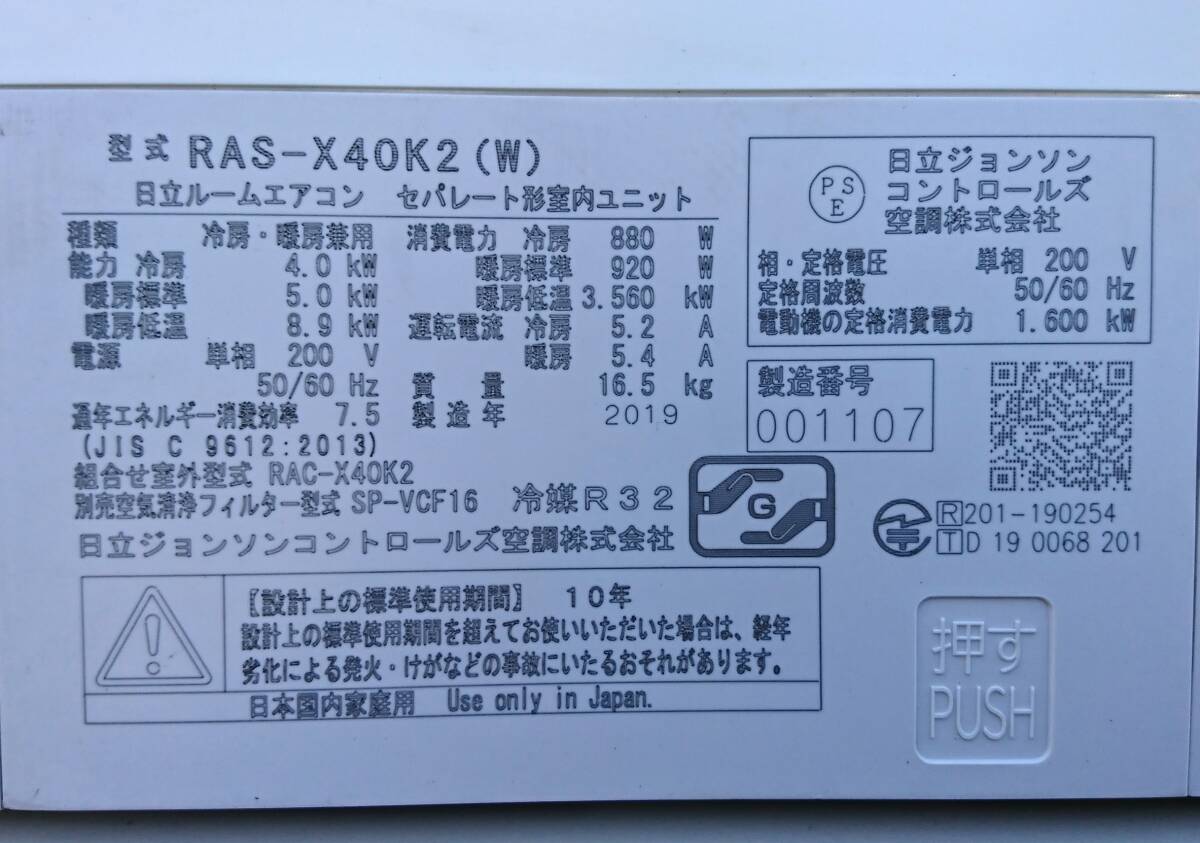 型式 RAS-X40K2(W)
日立ルームエアコン セパレート形室内ユニット
種類 冷房・暖房兼用
能力 冷房 4.0 kW
暖房標準 5.0 kW
暖房低温 8.9 kW
電源 単相 200 V
50/60 Hz
通年エネルギー消費効率 7.5
(JIS C 9612:2013)
消費電力 冷房 880 W
暖房標準 920 W
暖房低温 3.560 kW
運転電流 冷房 5.2 A
暖房 5.4 A
質量 16.5 kg
製造年 2019
組合せ室外型式 RAC-X40K2
別売空気清浄フィルター型式 SP-VCF16 冷媒R32
日立ジョンソンコントロールズ空調株式会社
G
PS
E
日立ジョンソン
コントロールズ
空調株式会社
相・定格電圧 単相 200 V
定格周波数 50/60 Hz
電動機の定格消費電力 1.600 kW
製造番号
001107
R 201-190254
T D 19 0068 201
【設計上の標準使用期間】 10年
設計上の標準使用期間を超えてお使いいただいた場合は、経年
劣化による発火・けがなどの事故にいたるおそれがあります。
日本国内家庭用 Use only in Japan.
押す
PUSH